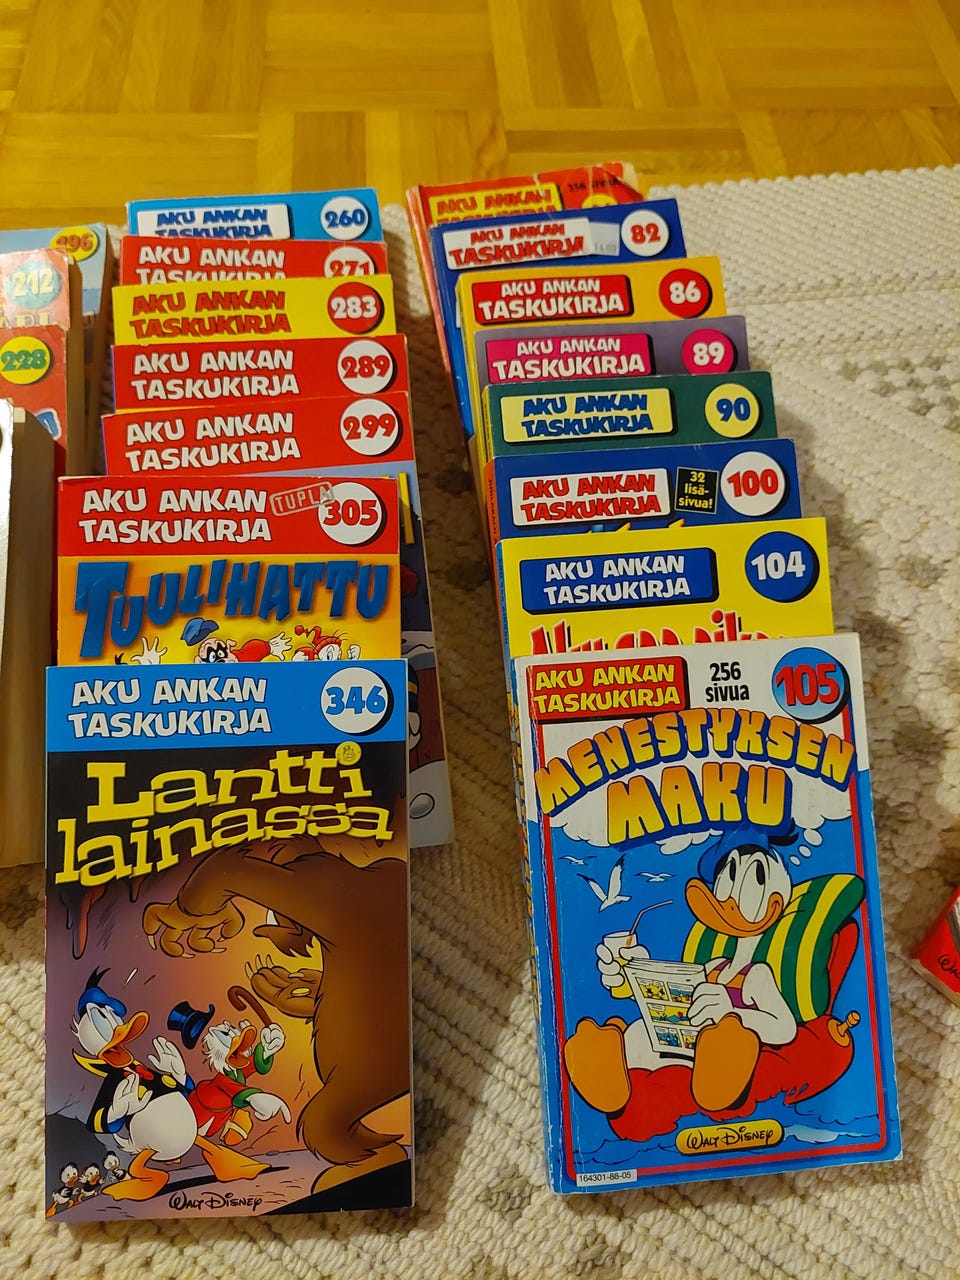 296
212
228
AKU ANKAN
TASKUKIRJA
260
AKU ANKAN
TASKUKIRJA
271
AKU ANKAN
TASKUKIRJA
283
AKU ANKAN
TASKUKIRJA
289
AKU ANKAN
TASKUKIRJA
299
AKU ANKAN
TASKUKIRJA
TUPLA
305
TUULIHATTU
AKU ANKAN
TASKUKIRJA
346
Lantti
lainassa
WALT DISNEY
AKU ANKAN
TASKUKIRJA
256 SIVUA
AKU ANKAN
TASKUKIRJA
82
AKU ANKAN
TASKUKIRJA
86
AKU ANKAN
TASKUKIRJA
89
AKU ANKAN
TASKUKIRJA
90
AKU ANKAN
TASKUKIRJA
32
lisä-
sivua!
100
AKU ANKAN
TASKUKIRJA
104
AKU ANKAN
TASKUKIRJA
256
sivua
105
MENESTYKSEN
MAKU
WALT DISNEY
164301-88-05